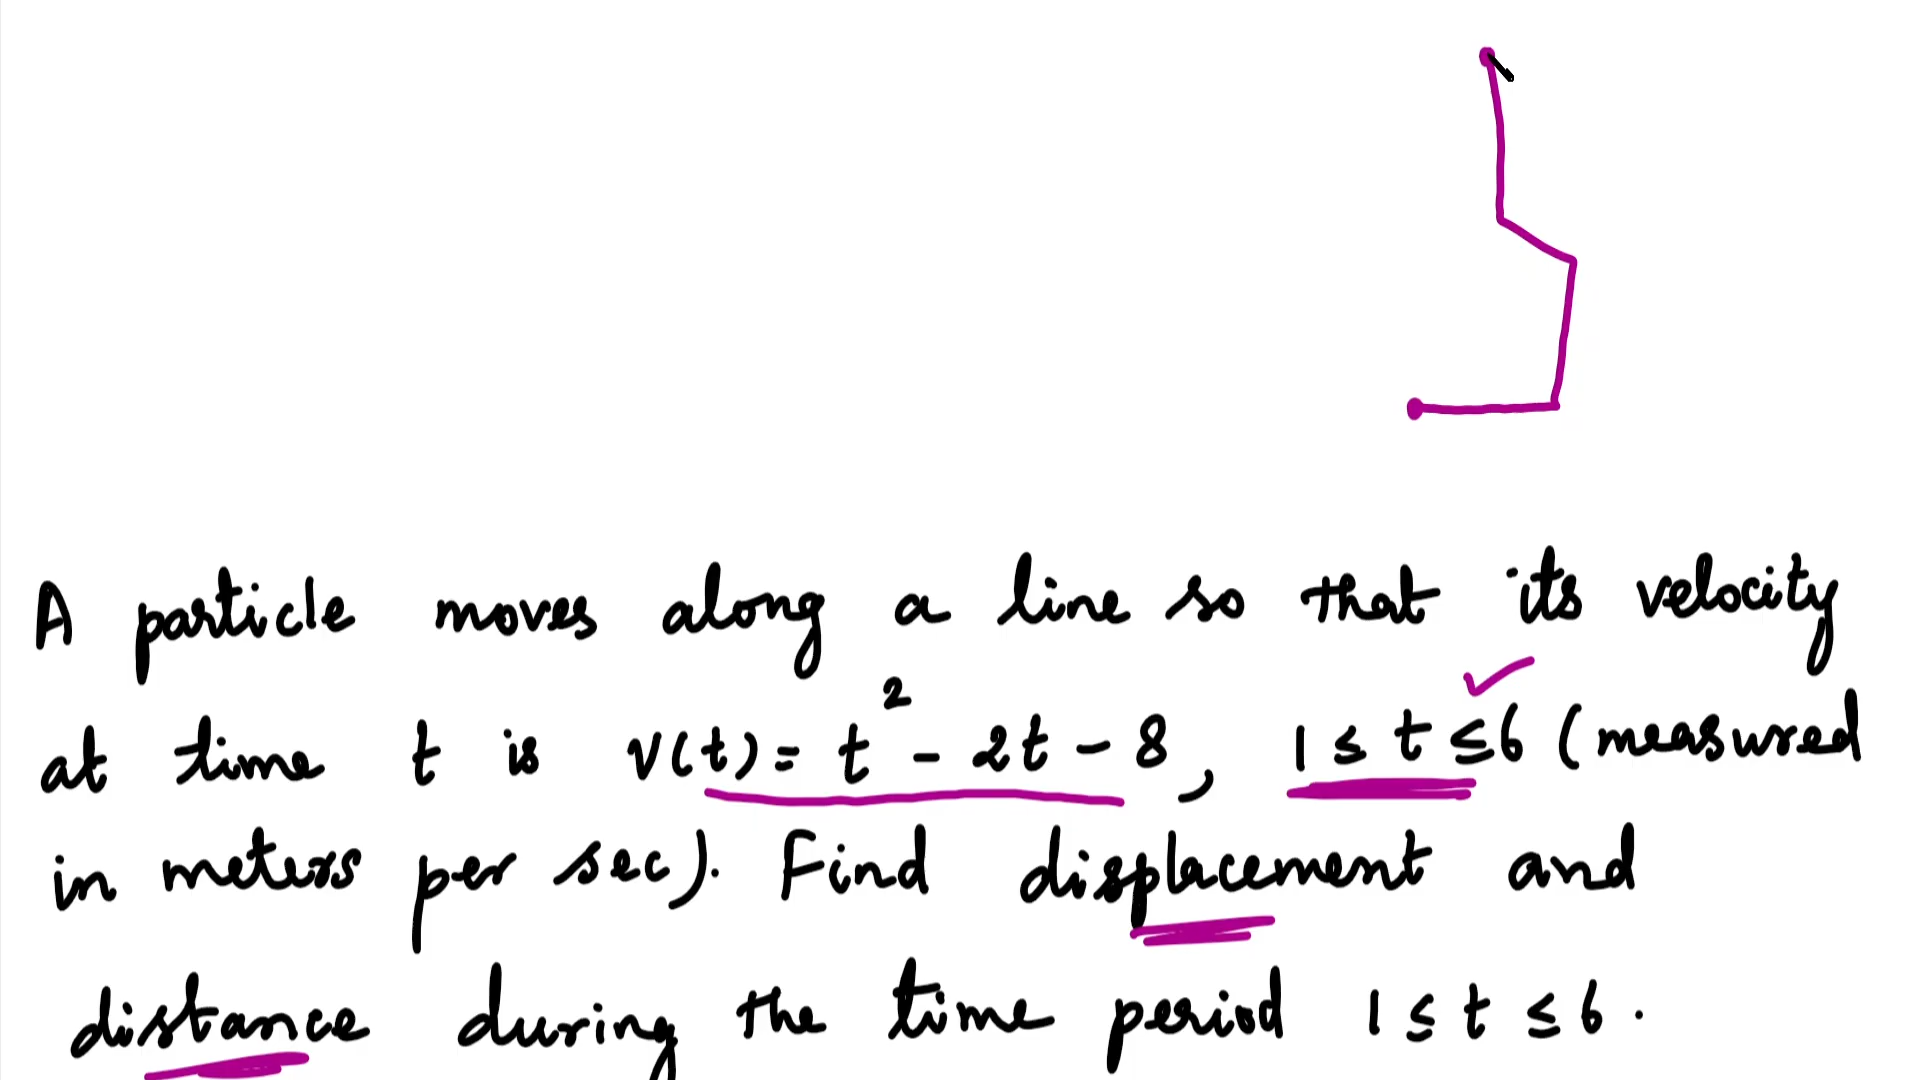 A particle moves along a line so that its velocity
at time t is v(t) = t² - 2t - 8, 1 ≤ t ≤ 6 (measured
in meters per sec). Find displacement and
distance during the time period 1 ≤ t ≤ 6.